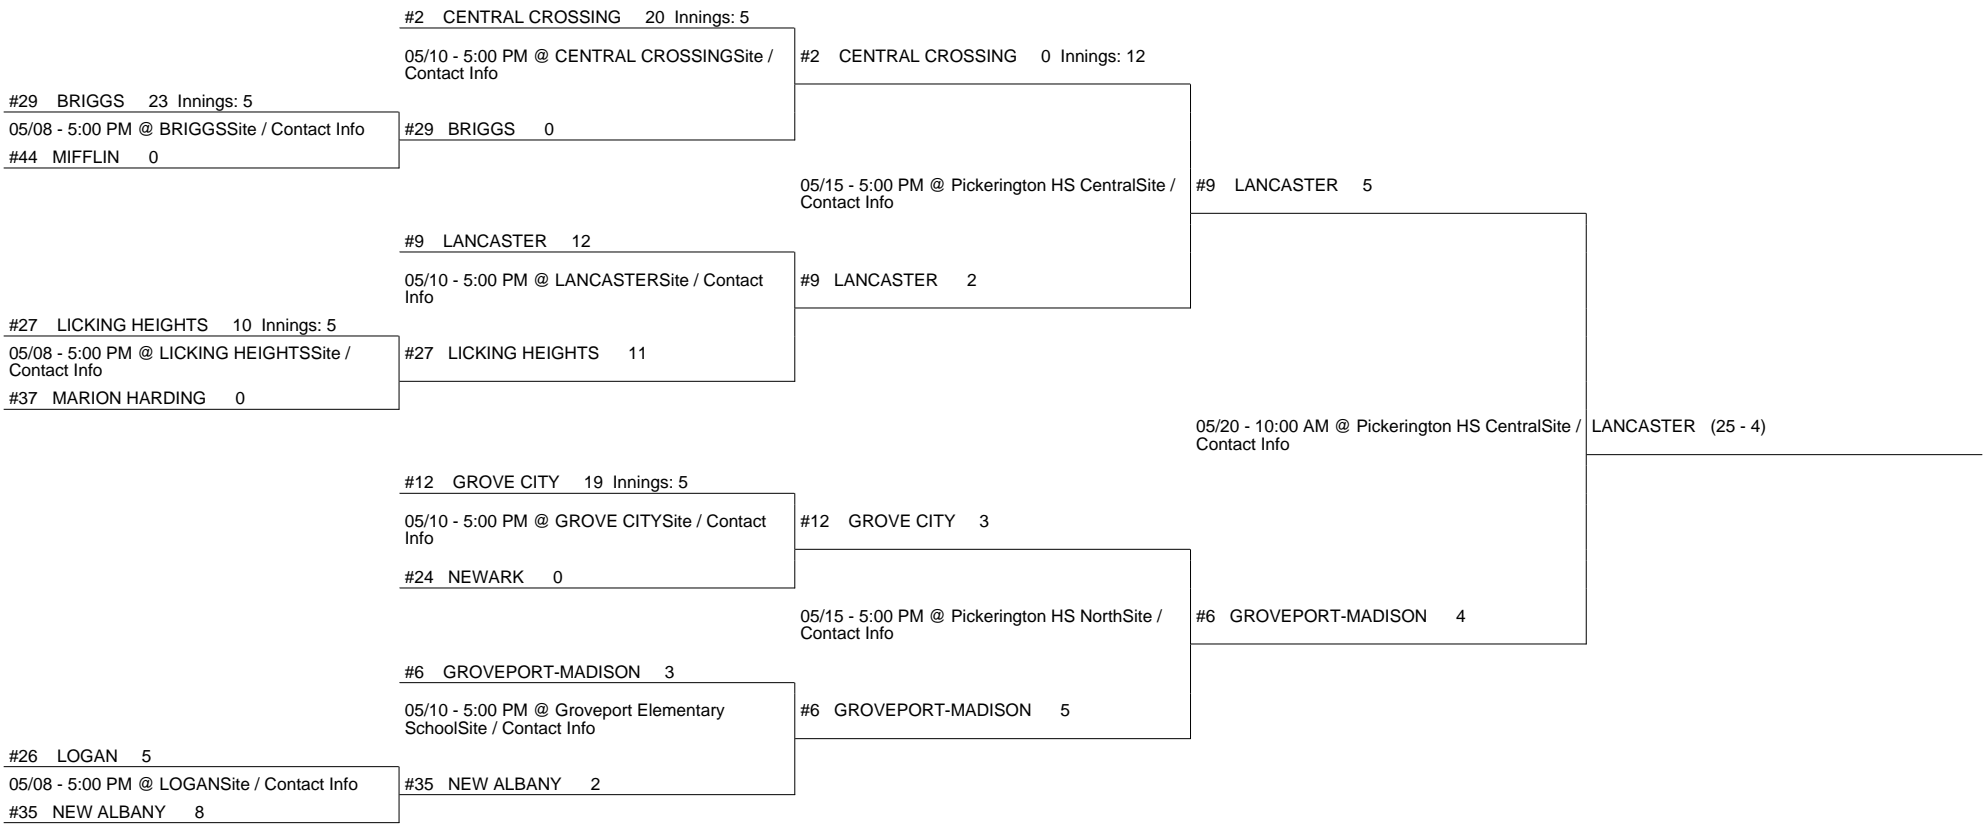 #2 CENTRAL CROSSING 20 Innings: 5
05/10 - 5:00 PM @ CENTRAL CROSSINGSite /
Contact Info
#2 CENTRAL CROSSING 0 Innings: 12
#29 BRIGGS 23 Innings: 5
05/08 - 5:00 PM @ BRIGGSSite / Contact Info
#29 BRIGGS 0
#44 MIFFLIN 0
05/15 - 5:00 PM @ Pickerington HS CentralSite /
Contact Info
#9 LANCASTER 5
#9 LANCASTER 12
05/10 - 5:00 PM @ LANCASTERSite / Contact
Info
#9 LANCASTER 2
#27 LICKING HEIGHTS 10 Innings: 5
05/08 - 5:00 PM @ LICKING HEIGHTSSite /
Contact Info
#27 LICKING HEIGHTS 11
#37 MARION HARDING 0
05/20 - 10:00 AM @ Pickerington HS CentralSite /
Contact Info
LANCASTER (25 - 4)
#12 GROVE CITY 19 Innings: 5
05/10 - 5:00 PM @ GROVE CITYSite / Contact
Info
#12 GROVE CITY 3
#24 NEWARK 0
05/15 - 5:00 PM @ Pickerington HS NorthSite /
Contact Info
#6 GROVEPORT-MADISON 4
#6 GROVEPORT-MADISON 3
05/10 - 5:00 PM @ Groveport Elementary
SchoolSite / Contact Info
#6 GROVEPORT-MADISON 5
#26 LOGAN 5
05/08 - 5:00 PM @ LOGANSite / Contact Info
#35 NEW ALBANY 2
#35 NEW ALBANY 8